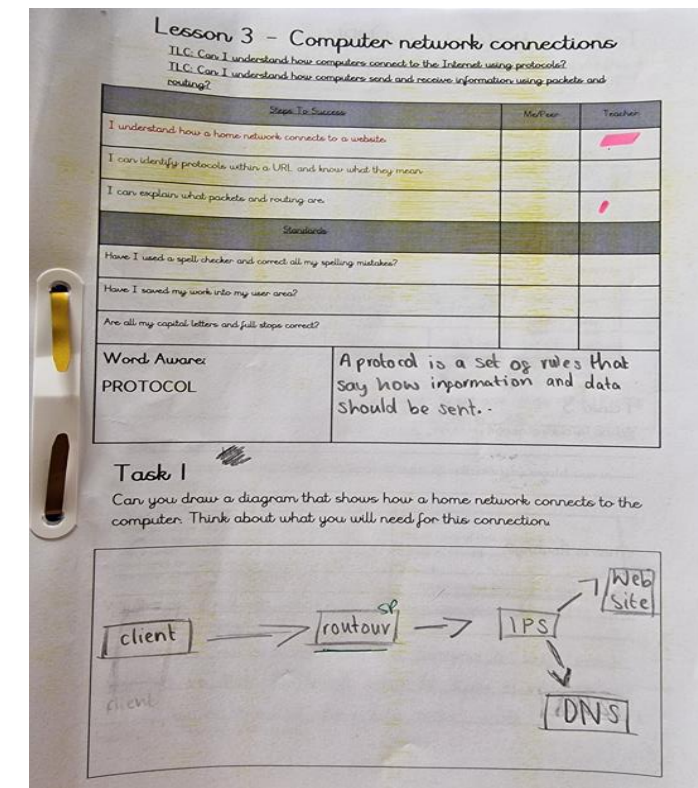 Lesson 3 - Computer network connections
TLC: Can I understand how computers connect to the Internet using protocols?
TLC: Can I understand how computers send and receive information using packets and
routing?
Steps To Success Me/Peer Teacher
I understand how a home network connects to a website.
I can identify protocols within a URL and know what they mean.
I can explain what packets and routing are.
Standards
Have I used a spell checker and correct all my spelling mistakes?
Have I saved my work into my user area?
Are all my capital letters and full stops correct?
Word Aware:
PROTOCOL
A protocol is a set of rules that
say how information and data
should be sent.
Task 1
Can you draw a diagram that shows how a home network connects to the
computer. Think about what you will need for this connection.
Web
site
sp
client
routour
IPS
client
DNS